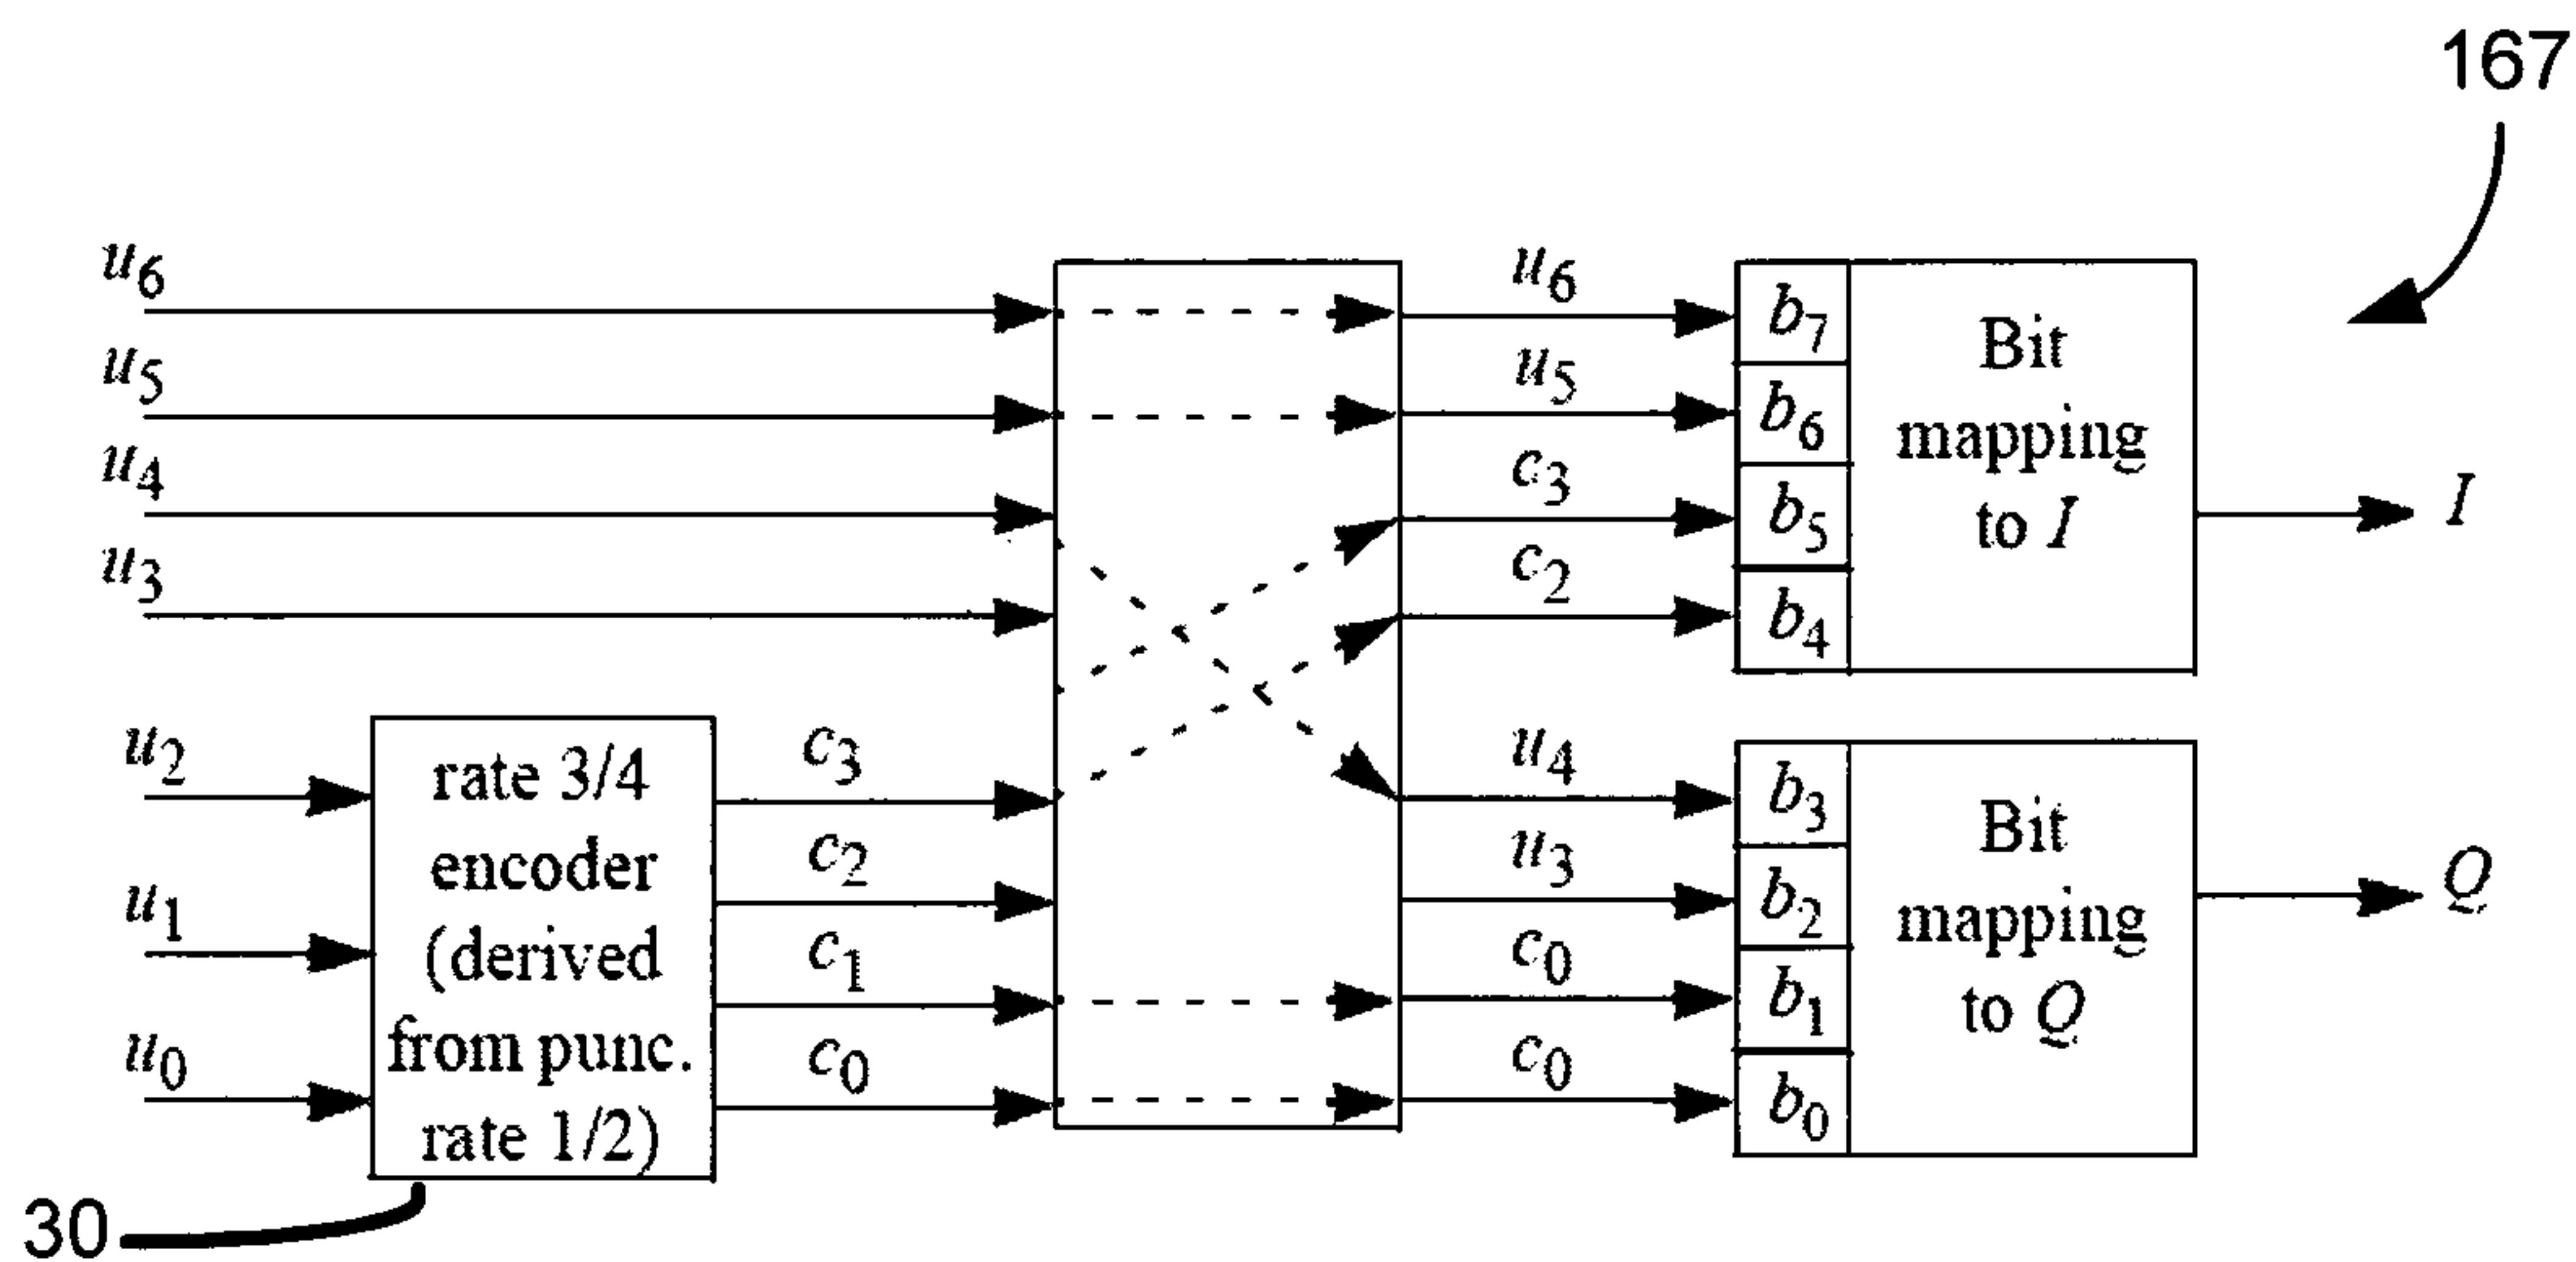 167
u6
u5
u4
u3
u2
u1
u0
rate 3/4
encoder
(derived
from punc.
rate 1/2)
30
c3
c2
c1
c0
u6
u5
c3
c2
u4
u3
c0
c0
b7
b6
b5
b4
Bit
mapping
to I
I
b3
b2
b1
b0
Bit
mapping
to Q
Q